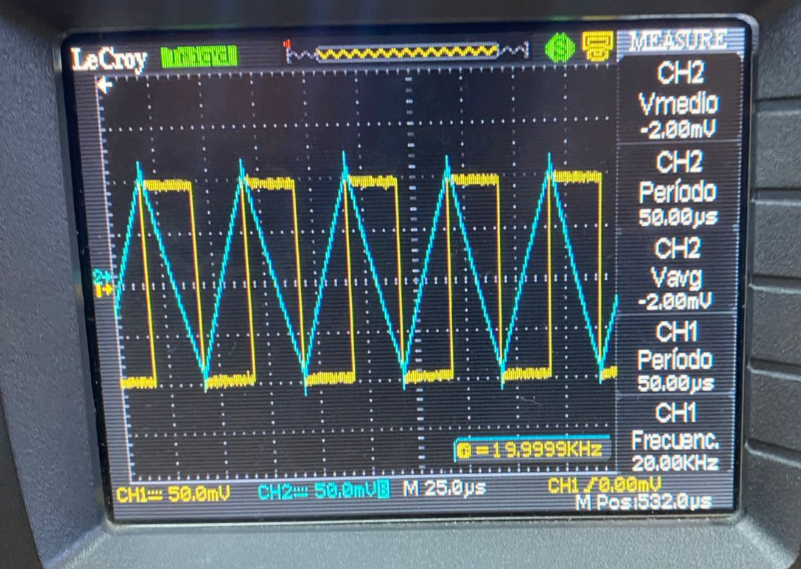 LeCroy
MEASURE
CH2
Vmedio
-2.00mV
CH2
Período
50.00µs
CH2
Vavg
-2.00mV
CH1
Período
50.00µs
CH1
Frecuenc.
20.00KHz
=19.9999KHz
CH1 50.0mV CH2 50.0mV M 25.0µs CH1 0.00mV
M Pos:532.0µs